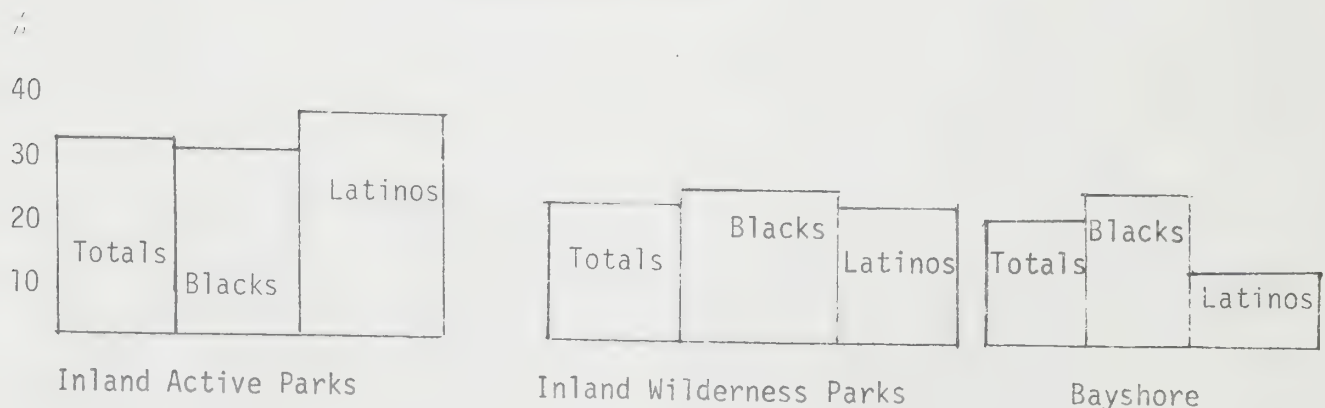 40
30
20
10
Totals
Blacks
Latinos
Inland Active Parks
Totals
Blacks
Latinos
Inland Wilderness Parks
Totals
Blacks
Latinos
Bayshore